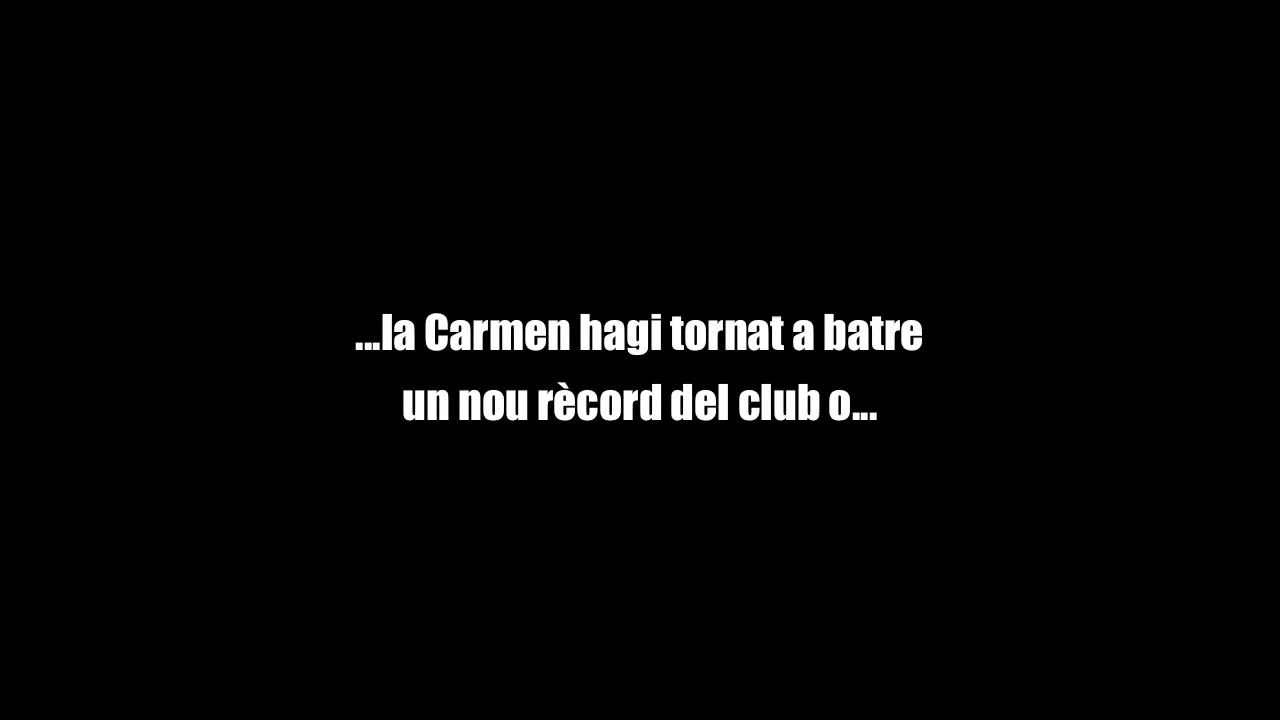 ...la Carmen hagi tornat a batre
un nou rècord del club o...